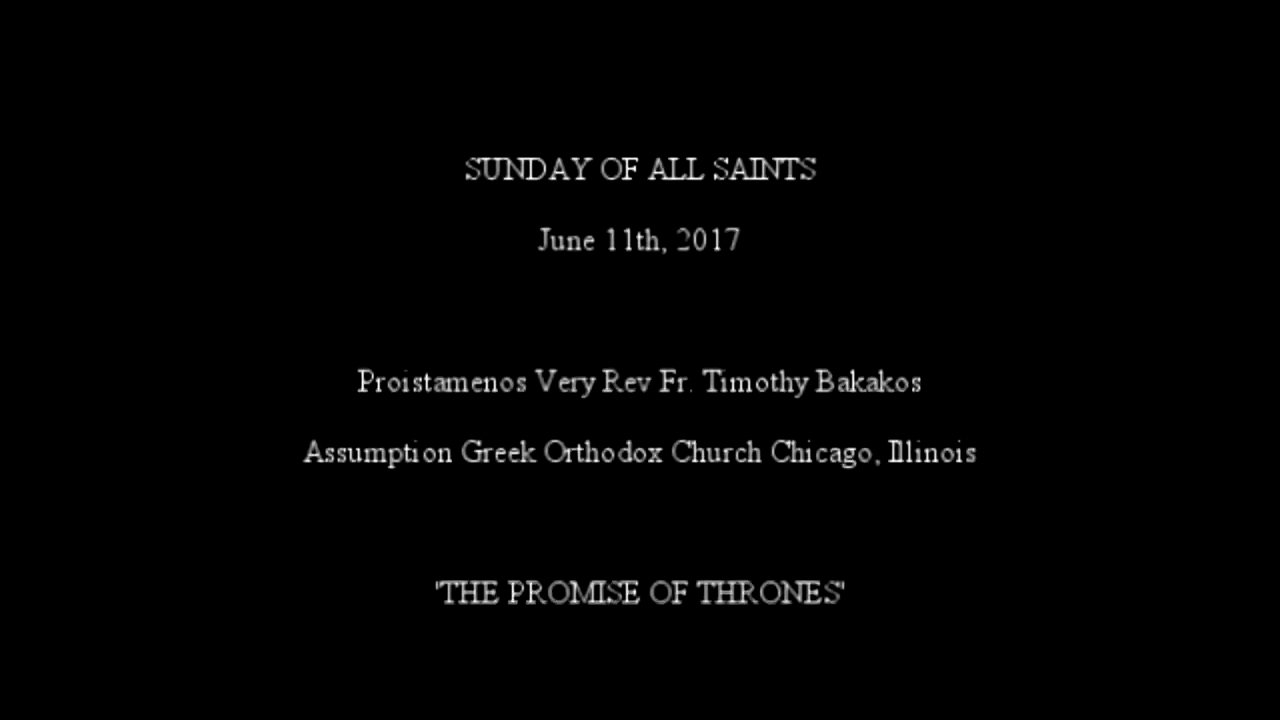 SUNDAY OF ALL SAINTS
June 11th, 2017
Proistamenos Very Rev Fr. Timothy Bakakos
Assumption Greek Orthodox Church Chicago, Illinois
"THE PROMISE OF THRONES"